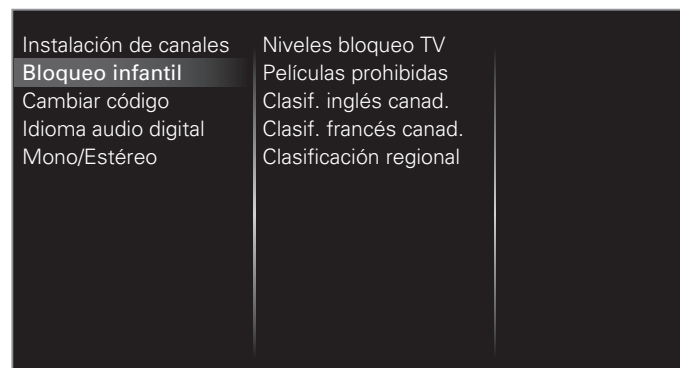 Instalación de canales
Bloqueo infantil
Cambiar código
Idioma audio digital
Mono/Estéreo
Niveles bloqueo TV
Películas prohibidas
Clasif. inglés canad.
Clasif. francés canad.
Clasificación regional